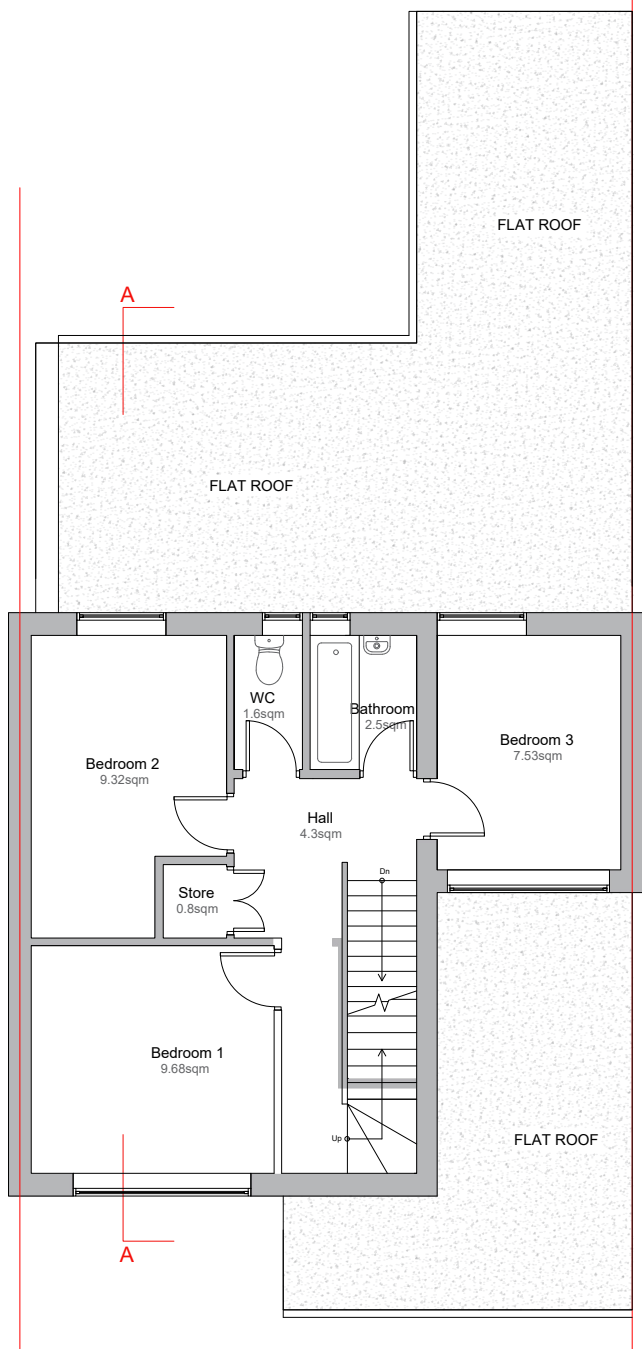 FLAT ROOF
A
FLAT ROOF
WC
1.6sqm
Bathroom
2.5sqm
Bedroom 3
7.53sqm
Bedroom 2
9.32sqm
Hall
4.3sqm
Dn
Store
0.8sqm
Bedroom 1
9.68sqm
Up
FLAT ROOF
A